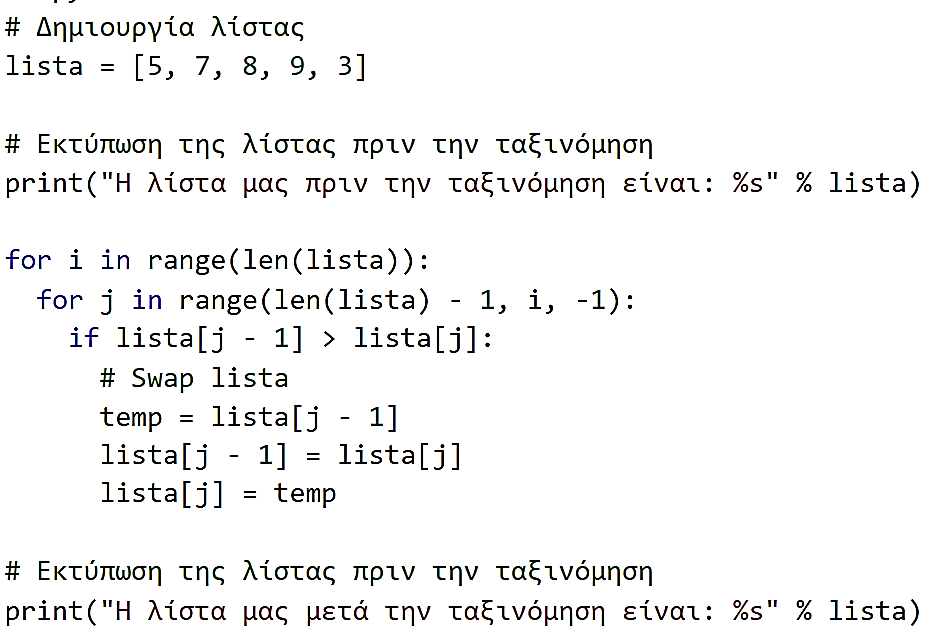 # Δημιουργία λίστας
lista = [5, 7, 8, 9, 3]
# Εκτύπωση της λίστας πριν την ταξινόμηση
print("Η λίστα μας πριν την ταξινόμηση είναι: %s" % lista)
for i in range(len(lista)):
  for j in range(len(lista) - 1, i, -1):
    if lista[j - 1] > lista[j]:
      # Swap lista
      temp = lista[j - 1]
      lista[j - 1] = lista[j]
      lista[j] = temp
# Εκτύπωση της λίστας πριν την ταξινόμηση
print("Η λίστα μας μετά την ταξινόμηση είναι: %s" % lista)